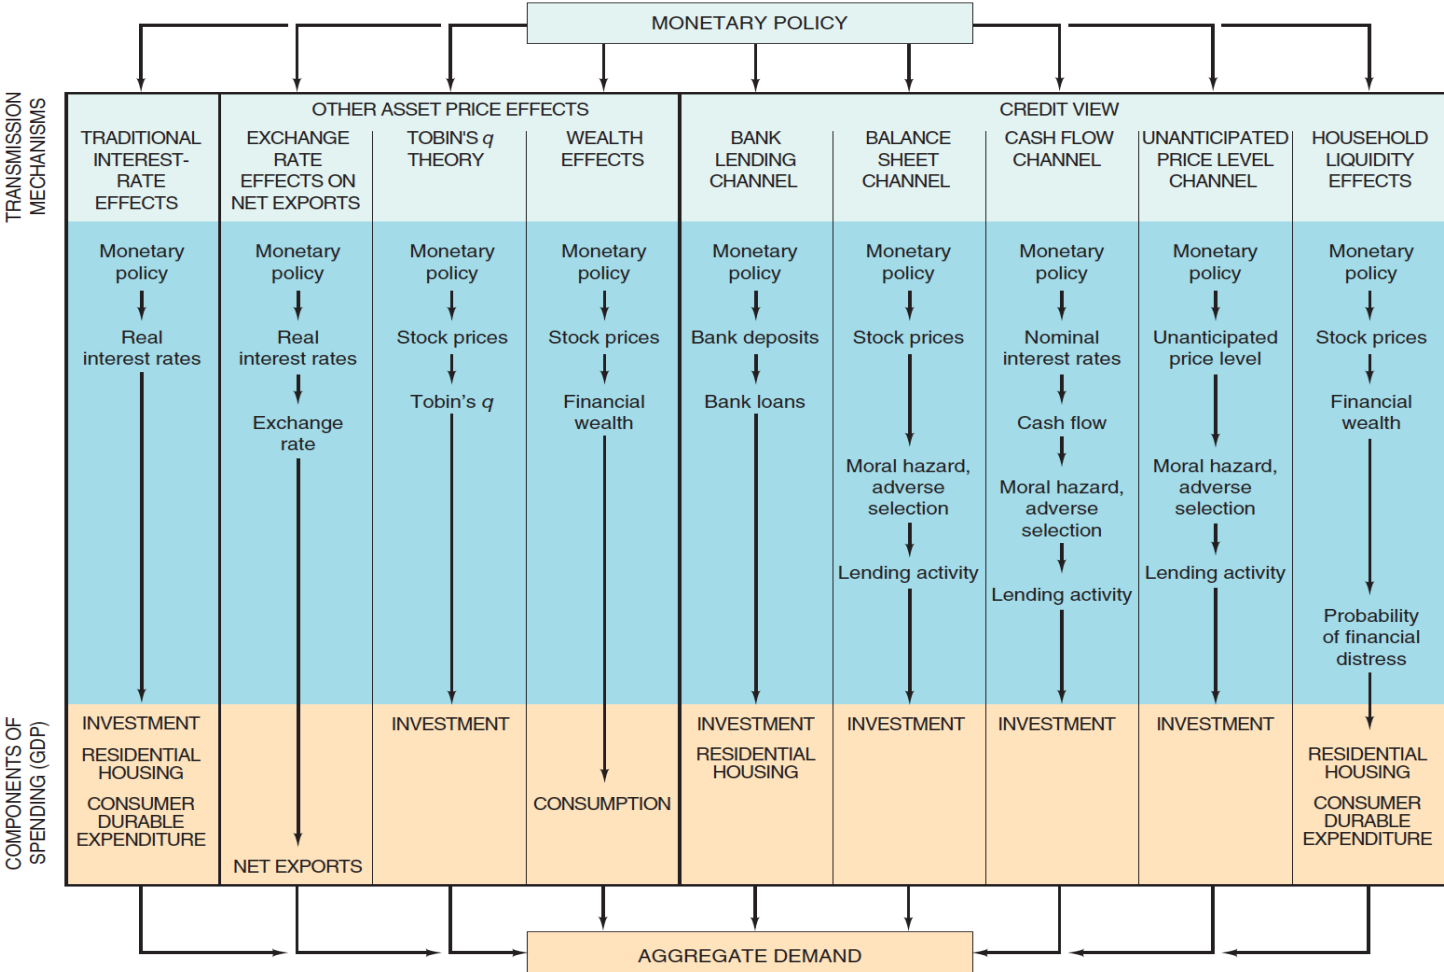 MONETARY POLICY
TRANSMISSION
MECHANISMS
OTHER ASSET PRICE EFFECTS
CREDIT VIEW
TRADITIONAL
INTEREST-
RATE
EFFECTS
EXCHANGE
RATE
EFFECTS ON
NET EXPORTS
TOBIN'S q
THEORY
WEALTH
EFFECTS
BANK
LENDING
CHANNEL
BALANCE
SHEET
CHANNEL
CASH FLOW
CHANNEL
UNANTICIPATED
PRICE LEVEL
CHANNEL
HOUSEHOLD
LIQUIDITY
EFFECTS
Monetary
policy
Real
interest rates
Monetary
policy
Real
interest rates
Exchange
rate
Monetary
policy
Stock prices
Tobin's q
Monetary
policy
Stock prices
Financial
wealth
Monetary
policy
Bank deposits
Bank loans
Monetary
policy
Stock prices
Moral hazard,
adverse
selection
Lending activity
Monetary
policy
Nominal
interest rates
Cash flow
Moral hazard,
adverse
selection
Lending activity
Monetary
policy
Unanticipated
price level
Moral hazard,
adverse
selection
Lending activity
Monetary
policy
Stock prices
Financial
wealth
Probability
of financial
distress
COMPONENTS OF
SPENDING (GDP)
INVESTMENT
RESIDENTIAL
HOUSING
CONSUMER
DURABLE
EXPENDITURE
NET EXPORTS
INVESTMENT
CONSUMPTION
INVESTMENT
RESIDENTIAL
HOUSING
INVESTMENT
INVESTMENT
INVESTMENT
RESIDENTIAL
HOUSING
CONSUMER
DURABLE
EXPENDITURE
AGGREGATE DEMAND